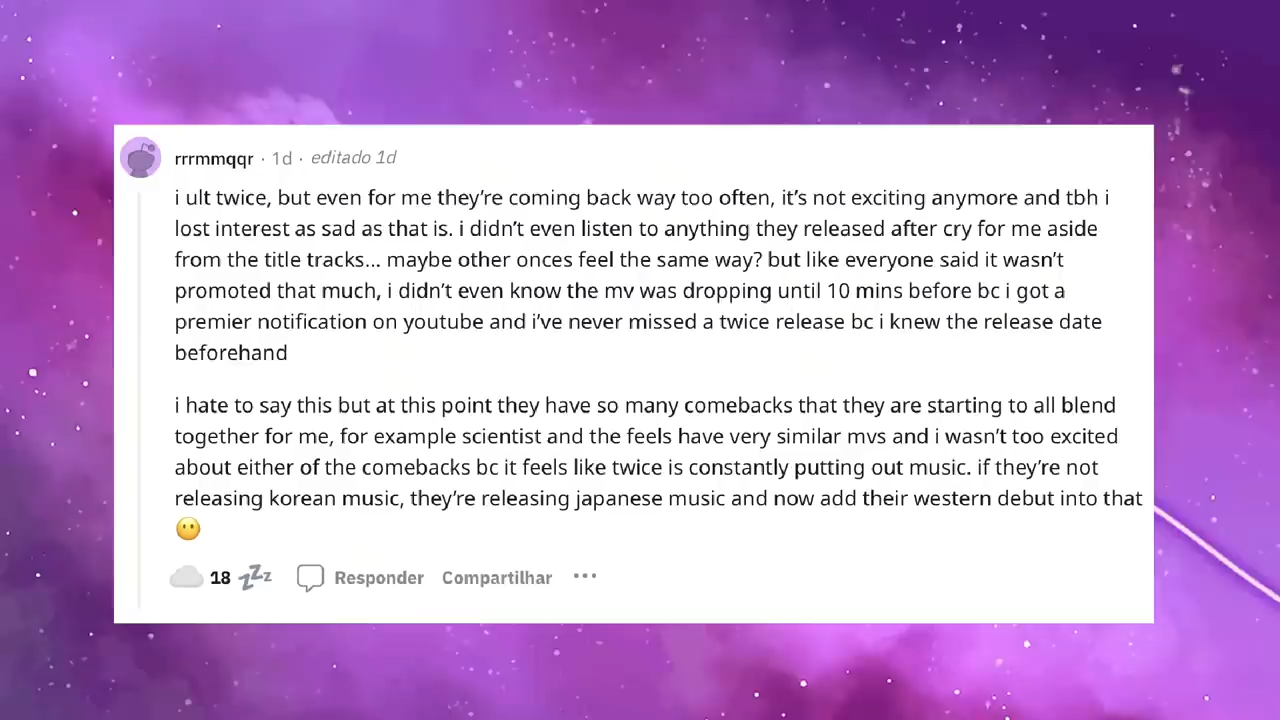 rrrmmqqr · 1d · editado 1d
i ult twice, but even for me they’re coming back way too often, it’s not exciting anymore and tbh i
lost interest as sad as that is. i didn’t even listen to anything they released after cry for me aside
from the title tracks... maybe other onces feel the same way? but like everyone said it wasn’t
promoted that much, i didn’t even know the mv was dropping until 10 mins before bc i got a
premier notification on youtube and i’ve never missed a twice release bc i knew the release date
beforehand
i hate to say this but at this point they have so many comebacks that they are starting to all blend
together for me, for example scientist and the feels have very similar mvs and i wasn’t too excited
about either of the comebacks bc it feels like twice is constantly putting out music. if they’re not
releasing korean music, they’re releasing japanese music and now add their western debut into that
😶
18 zzz Responder Compartilhar ...